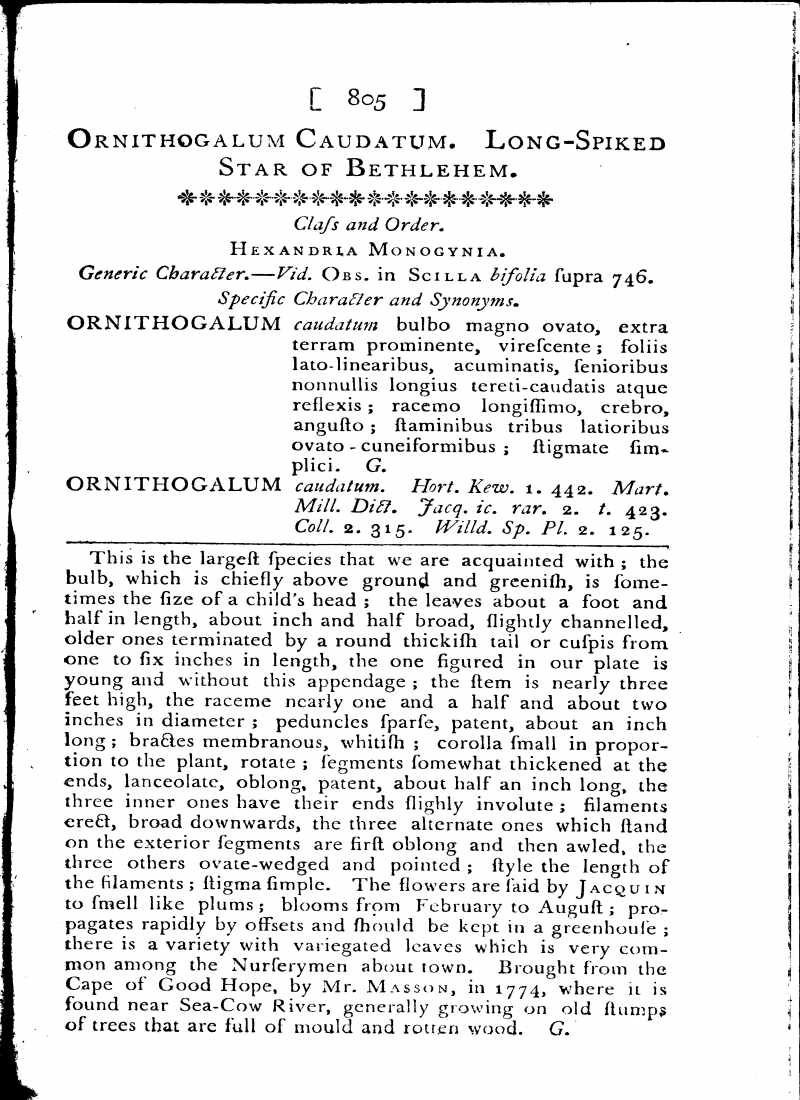 [ 805 ]
ORNITHOGALUM CAUDATUM. LONG-SPIKED
STAR OF BETHLEHEM.
Claſs and Order.
HEXANDRIA MONOGYNIA.
Generic Character.—Vid. OBS. in SCILLA bifolia ſupra 746.
Specific Character and Synonyms.
ORNITHOGALUM caudatum bulbo magno ovato, extra
terram prominente, vireſcente ; foliis
lato-linearibus, acuminatis, ſenioribus
nonnullis longius tereti-caudatis atque
reflexis ; racemo longiſſimo, crebro,
anguſto ; ſtaminibus tribus latioribus
ovato-cuneiformibus ; ſtigmate ſim-
plici. G.
ORNITHOGALUM caudatum. Hort. Kew. 1. 442. Mart.
Mill. Dict. Jacq. ic. rar. 2. t. 423.
Coll. 2. 315. Willd. Sp. Pl. 2. 125.
This is the largeſt ſpecies that we are acquainted with ; the
bulb, which is chiefly above ground and greeniſh, is ſome-
times the ſize of a child's head ; the leaves about a foot and
half in length, about inch and half broad, ſlightly channelled,
older ones terminated by a round thickiſh tail or cuſpis from
one to ſix inches in length, the one figured in our plate is
young and without this appendage ; the ſtem is nearly three
feet high, the raceme nearly one and a half and about two
inches in diameter ; peduncles ſparſe, patent, about an inch
long ; bractes membranous, whitiſh ; corolla ſmall in propor-
tion to the plant, rotate ; ſegments ſomewhat thickened at the
ends, lanceolate, oblong, patent, about half an inch long, the
three inner ones have their ends ſlighly involute ; filaments
erect, broad downwards, the three alternate ones which ſtand
on the exterior ſegments are firſt oblong and then awled, the
three others ovate-wedged and pointed ; ſtyle the length of
the filaments ; ſtigma ſimple. The flowers are ſaid by JACQUIN
to ſmell like plums ; blooms from February to Auguſt ; pro-
pagates rapidly by offsets and ſhould be kept in a greenhouſe ;
there is a variety with variegated leaves which is very com-
mon among the Nurſerymen about town. Brought from the
Cape of Good Hope, by Mr. MASSON, in 1774, where it is
found near Sea-Cow River, generally growing on old ſtumps
of trees that are full of mould and rotten wood. G.